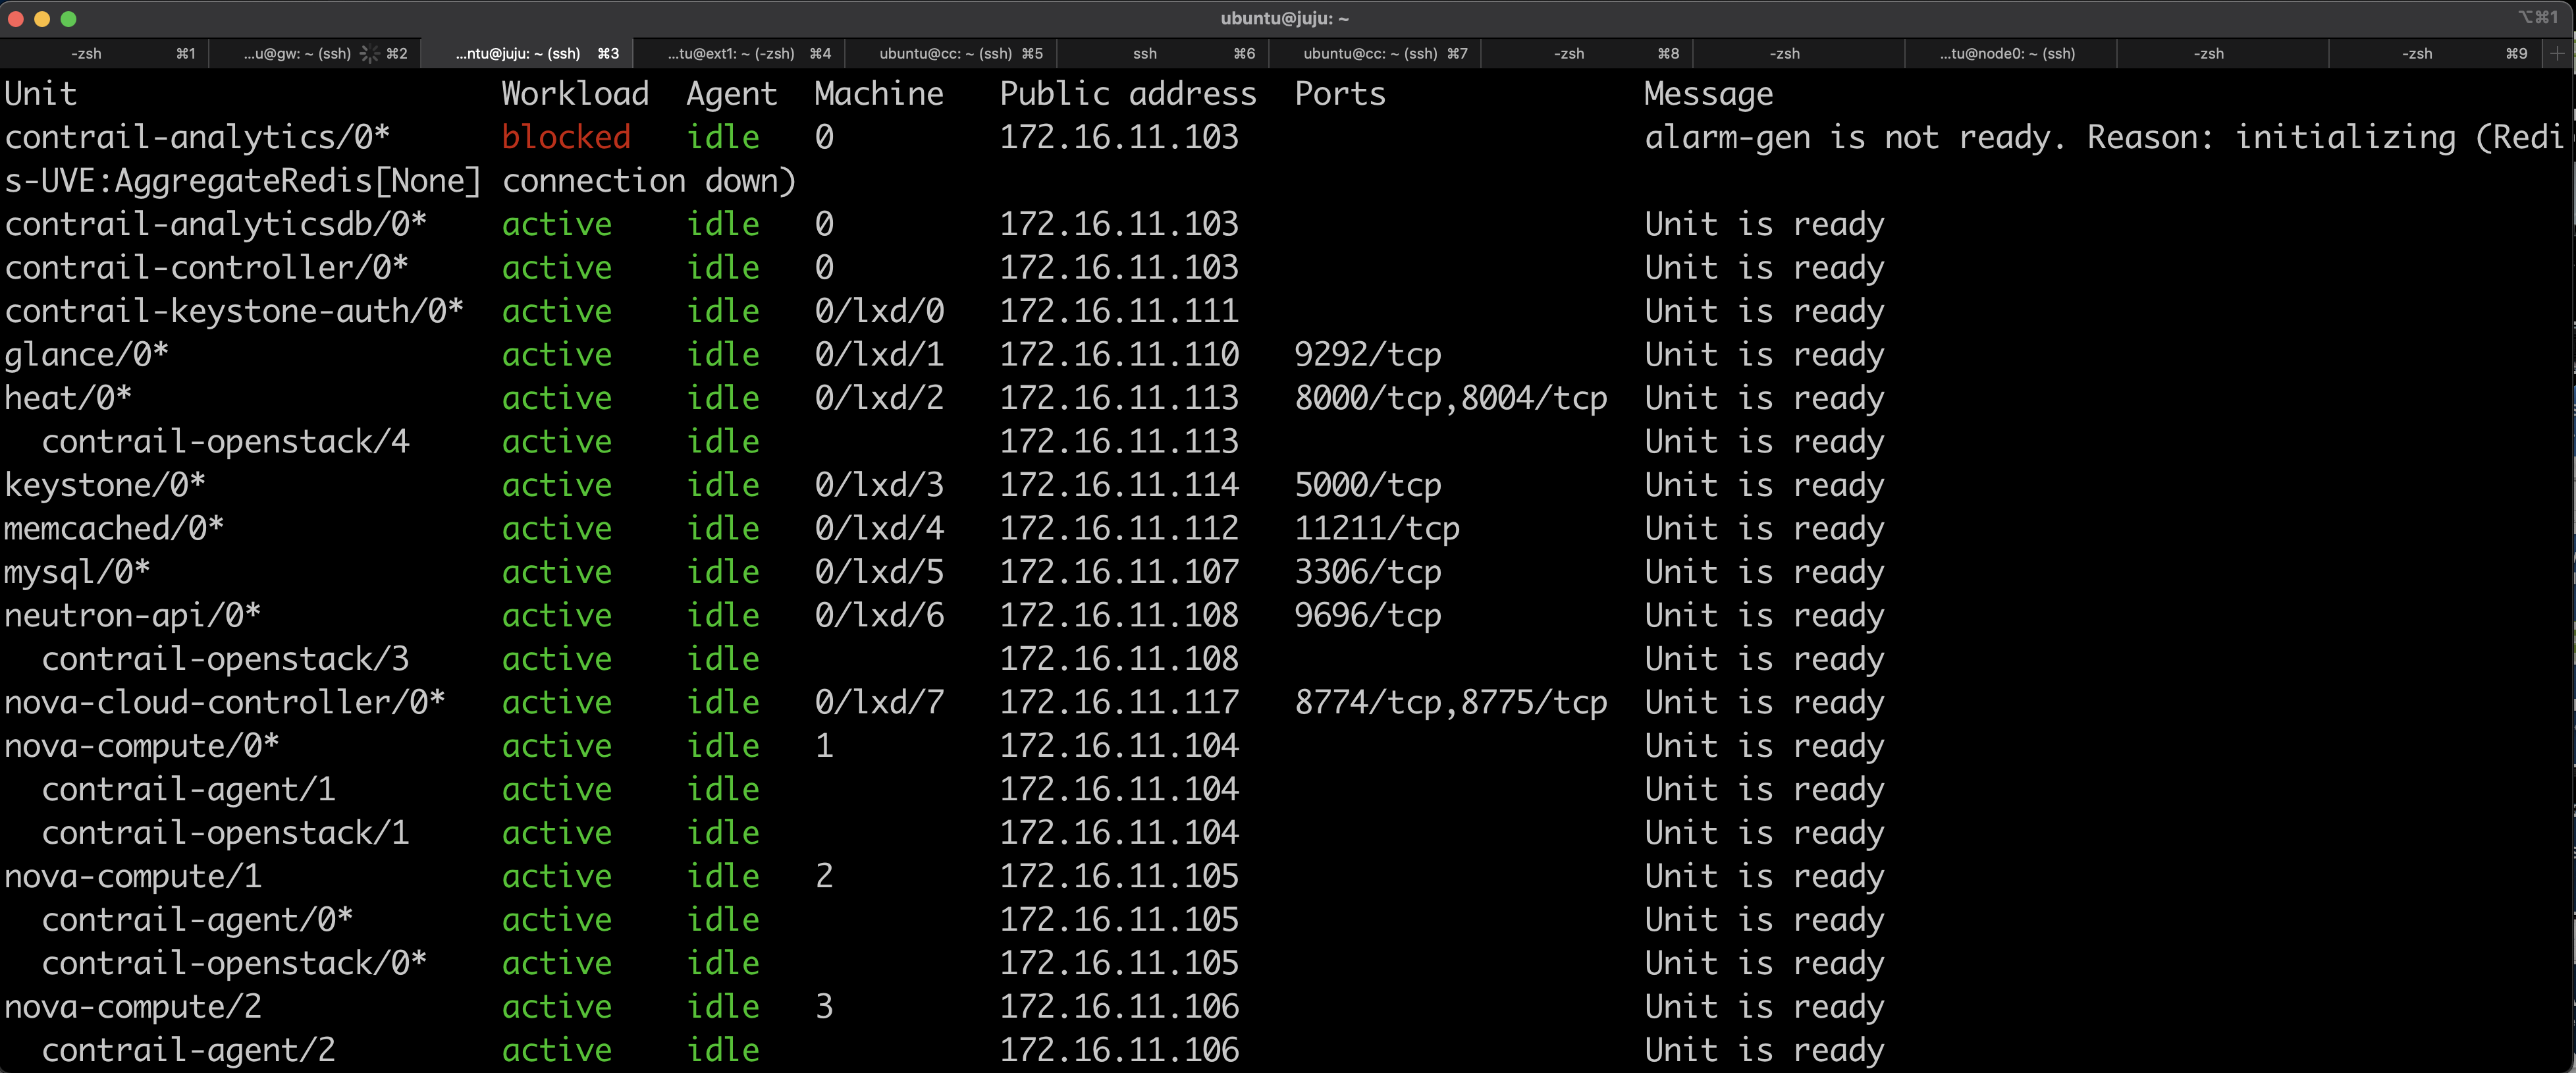 ubuntu@juju: ~ ⌥⌘1
-zsh ⌘1 ...u@gw: ~ (ssh) ⌘2 ...ntu@juju: ~ (ssh) ⌘3 ...tu@ext1: ~ (-zsh) ⌘4 ubuntu@cc: ~ (ssh) ⌘5 ssh ⌘6 ubuntu@cc: ~ (ssh) ⌘7 -zsh ⌘8 -zsh ...tu@node0: ~ (ssh) -zsh -zsh ⌘9
Unit Workload Agent Machine Public address Ports Message
contrail-analytics/0* blocked idle 0 172.16.11.103 alarm-gen is not ready. Reason: initializing (Redi
s-UVE:AggregateRedis[None] connection down)
contrail-analyticsdb/0* active idle 0 172.16.11.103 Unit is ready
contrail-controller/0* active idle 0 172.16.11.103 Unit is ready
contrail-keystone-auth/0* active idle 0/lxd/0 172.16.11.111 Unit is ready
glance/0* active idle 0/lxd/1 172.16.11.110 9292/tcp Unit is ready
heat/0* active idle 0/lxd/2 172.16.11.113 8000/tcp,8004/tcp Unit is ready
contrail-openstack/4 active idle 172.16.11.113 Unit is ready
keystone/0* active idle 0/lxd/3 172.16.11.114 5000/tcp Unit is ready
memcached/0* active idle 0/lxd/4 172.16.11.112 11211/tcp Unit is ready
mysql/0* active idle 0/lxd/5 172.16.11.107 3306/tcp Unit is ready
neutron-api/0* active idle 0/lxd/6 172.16.11.108 9696/tcp Unit is ready
contrail-openstack/3 active idle 172.16.11.108 Unit is ready
nova-cloud-controller/0* active idle 0/lxd/7 172.16.11.117 8774/tcp,8775/tcp Unit is ready
nova-compute/0* active idle 1 172.16.11.104 Unit is ready
contrail-agent/1 active idle 172.16.11.104 Unit is ready
contrail-openstack/1 active idle 172.16.11.104 Unit is ready
nova-compute/1 active idle 2 172.16.11.105 Unit is ready
contrail-agent/0* active idle 172.16.11.105 Unit is ready
contrail-openstack/0* active idle 172.16.11.105 Unit is ready
nova-compute/2 active idle 3 172.16.11.106 Unit is ready
contrail-agent/2 active idle 172.16.11.106 Unit is ready